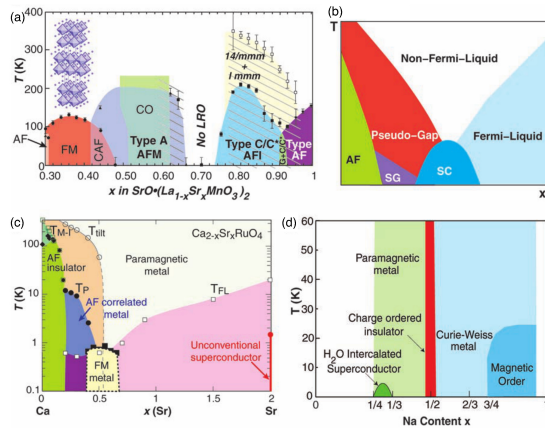 (a)
400
300
200
100
0
T (K)
AF
FM
CAF
CO
Type A
AFM
No LRO
14/mmm
+
I mmm
Type C/C*
AFI
G+C/C*
Type G
AF
0.30
0.40
0.50
0.60
0.70
0.80
0.90
1
x in SrO•(La1-xSrxMnO3)2
(b)
T
Non-Fermi-Liquid
Pseudo-Gap
Fermi-Liquid
AF
SG
SC
x
(c)
Ca2-xSrxRuO4
TM-I
Ttilt
AF
insulator
Paramagnetic
metal
TP
AF correlated
metal
TFL
Unconventional
superconductor
FM
metal
T(K)
100
10
1
0.1
0.0
0.5
1.0
1.5
2
Ca
x (Sr)
Sr
(d)
60
50
40
30
20
10
0
T(K)
Paramagnetic
metal
Charge ordered
insulator
H2O Intercalated
Superconductor
Curie-Weiss
metal
Magnetic
Order
0
1/4
1/3
1/2
2/3
3/4
Na Content x